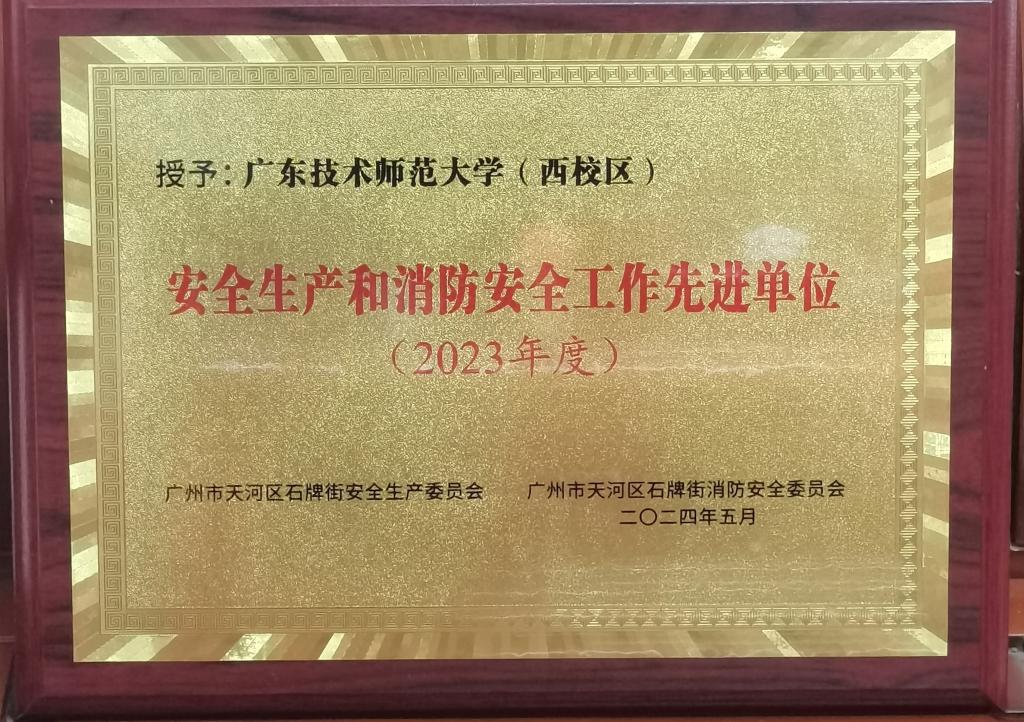 授予：广东技术师范大学（西校区）
安全生产和消防安全工作先进单位
（2023年度）
广州市天河区石牌街安全生产委员会 广州市天河区石牌街消防安全委员会
二〇二四年五月